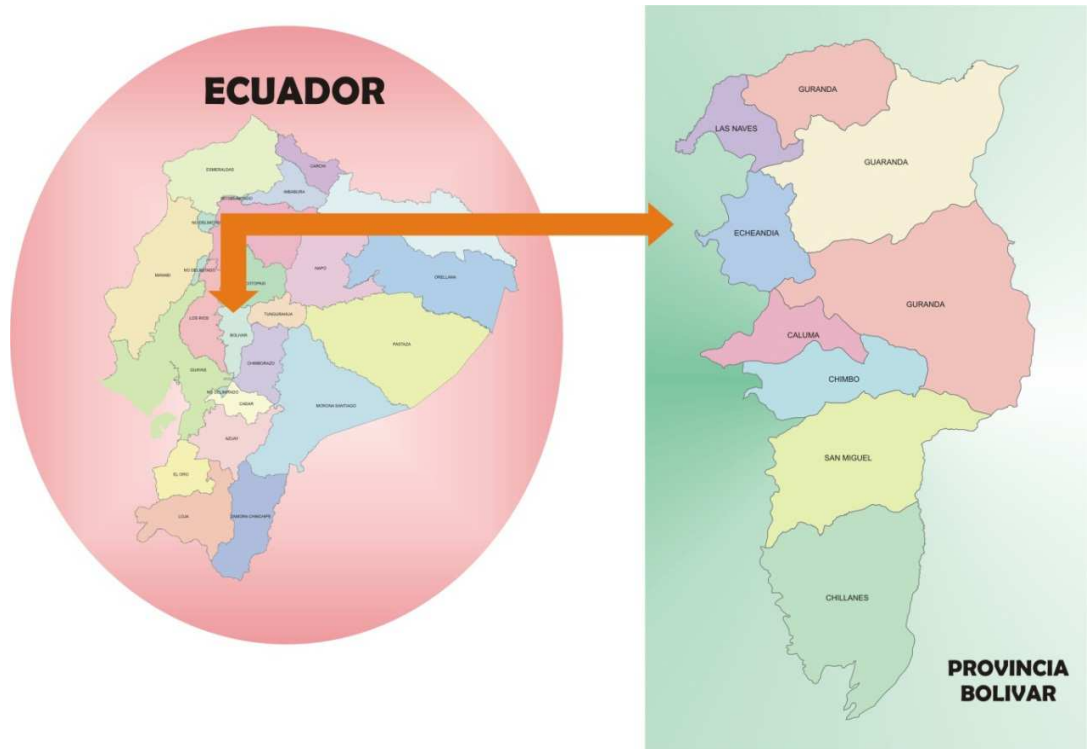 ECUADOR
ESMERALDAS
CARCHI
IMBABURA
MANABI
NAPO
ORELLANA
LOS RIOS
BOLIVAR
TUNGURAHUA
PASTAZA
CHIMBORAZO
GUAYAS
CAÑAR
MORONA SANTIAGO
AZUAY
EL ORO
LOJA
ZAMORA CHINCHIPE
GURANDA
LAS NAVES
GUARANDA
ECHEANDIA
GURANDA
CALUMA
CHIMBO
SAN MIGUEL
CHILLANES
PROVINCIA
BOLIVAR